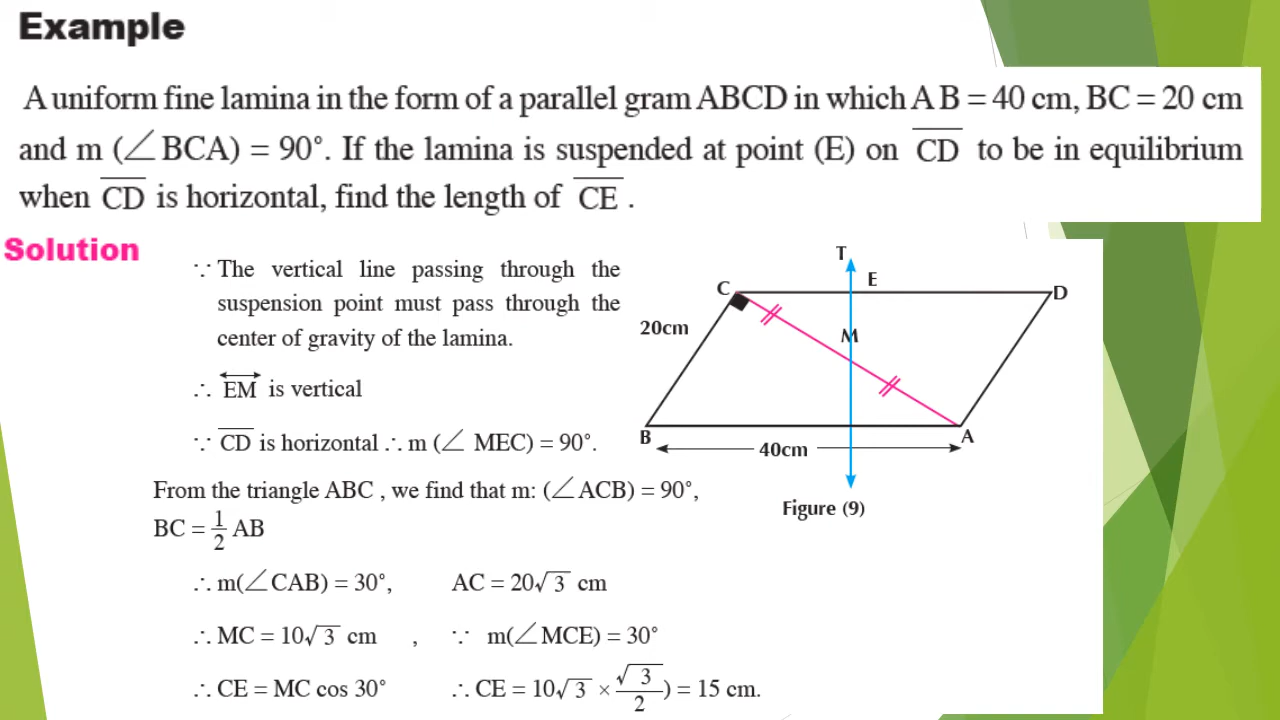 Example
A uniform fine lamina in the form of a parallel gram ABCD in which A B = 40 cm, BC = 20 cm
and m (∠BCA) = 90°. If the lamina is suspended at point (E) on C̅D̅ to be in equilibrium
when C̅D̅ is horizontal, find the length of C̅E̅ .
Solution
∵ The vertical line passing through the
suspension point must pass through the
center of gravity of the lamina.
∴ EM is vertical
∵ C̅D̅ is horizontal ∴ m (∠ MEC) = 90°.
From the triangle ABC , we find that m: (∠ACB) = 90°,
BC = 1/2 AB
∴ m(∠CAB) = 30°, AC = 20√3 cm
∴ MC = 10√3 cm , ∵ m(∠MCE) = 30°
∴ CE = MC cos 30° ∴ CE = 10√3 × √3/2) = 15 cm.
T
E
C
D
20cm
M
B
A
40cm
Figure (9)